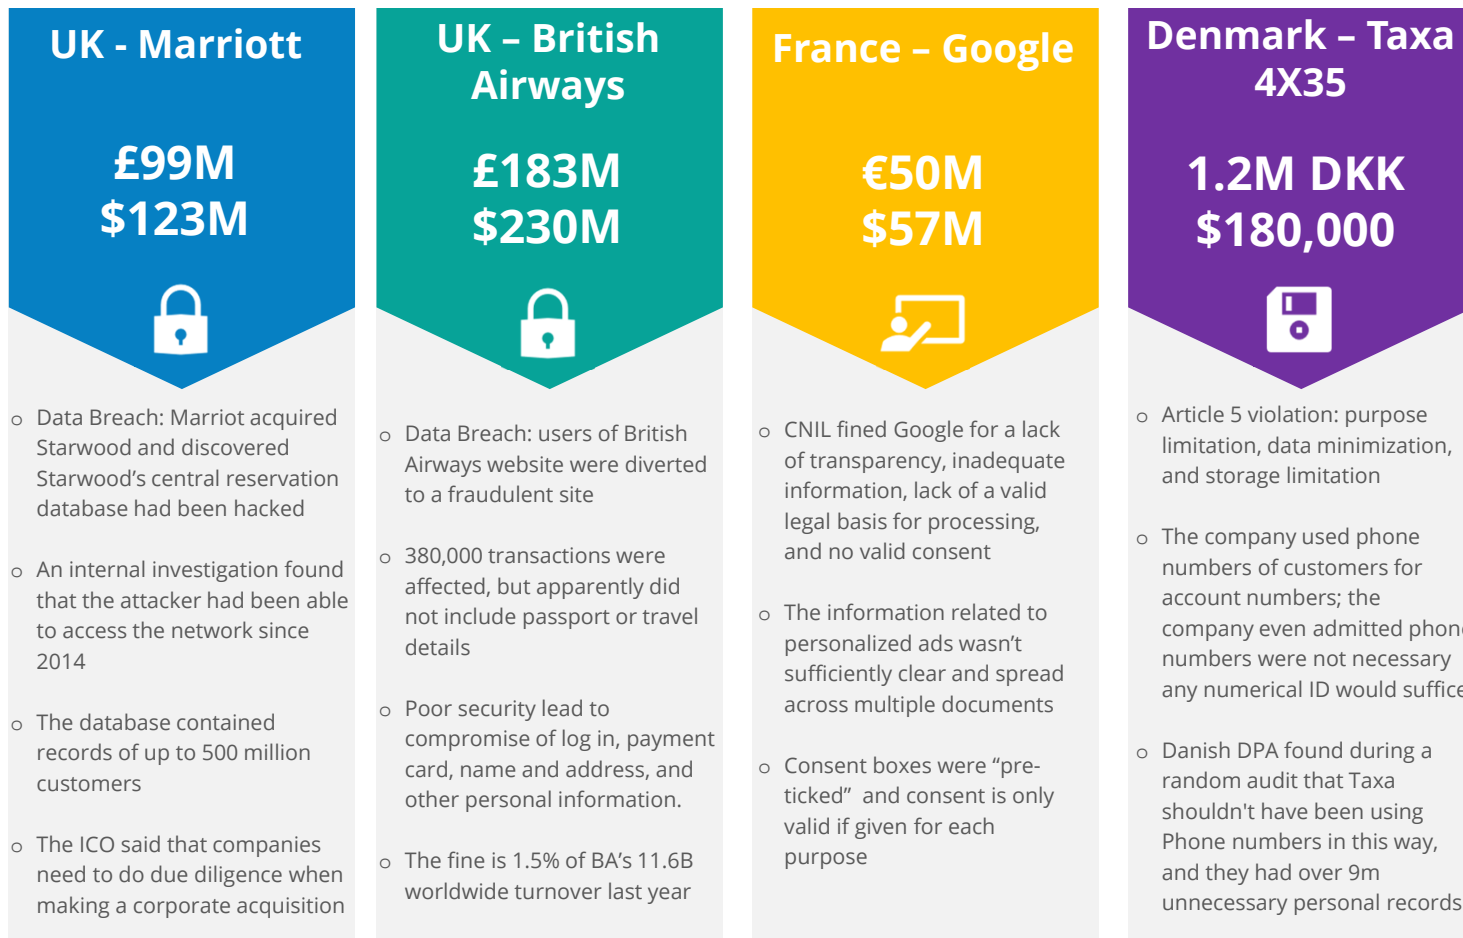 UK - Marriott
£99M
$123M
o Data Breach: Marriot acquired
Starwood and discovered
Starwood’s central reservation
database had been hacked
o An internal investigation found
that the attacker had been able
to access the network since
2014
o The database contained
records of up to 500 million
customers
o The ICO said that companies
need to do due diligence when
making a corporate acquisition
UK – British
Airways
£183M
$230M
o Data Breach: users of British
Airways website were diverted
to a fraudulent site
o 380,000 transactions were
affected, but apparently did
not include passport or travel
details
o Poor security lead to
compromise of log in, payment
card, name and address, and
other personal information.
o The fine is 1.5% of BA’s 11.6B
worldwide turnover last year
France – Google
€50M
$57M
o CNIL fined Google for a lack
of transparency, inadequate
information, lack of a valid
legal basis for processing,
and no valid consent
o The information related to
personalized ads wasn’t
sufficiently clear and spread
across multiple documents
o Consent boxes were “pre-
ticked”  and consent is only
valid if given for each
purpose
Denmark – Taxa
4X35
1.2M DKK
$180,000
o Article 5 violation: purpose
limitation, data minimization,
and storage limitation
o The company used phone
numbers of customers for
account numbers; the
company even admitted phone
numbers were not necessary
any numerical ID would suffice
o Danish DPA found during a
random audit that Taxa
shouldn't have been using
Phone numbers in this way,
and they had over 9m
unnecessary personal records